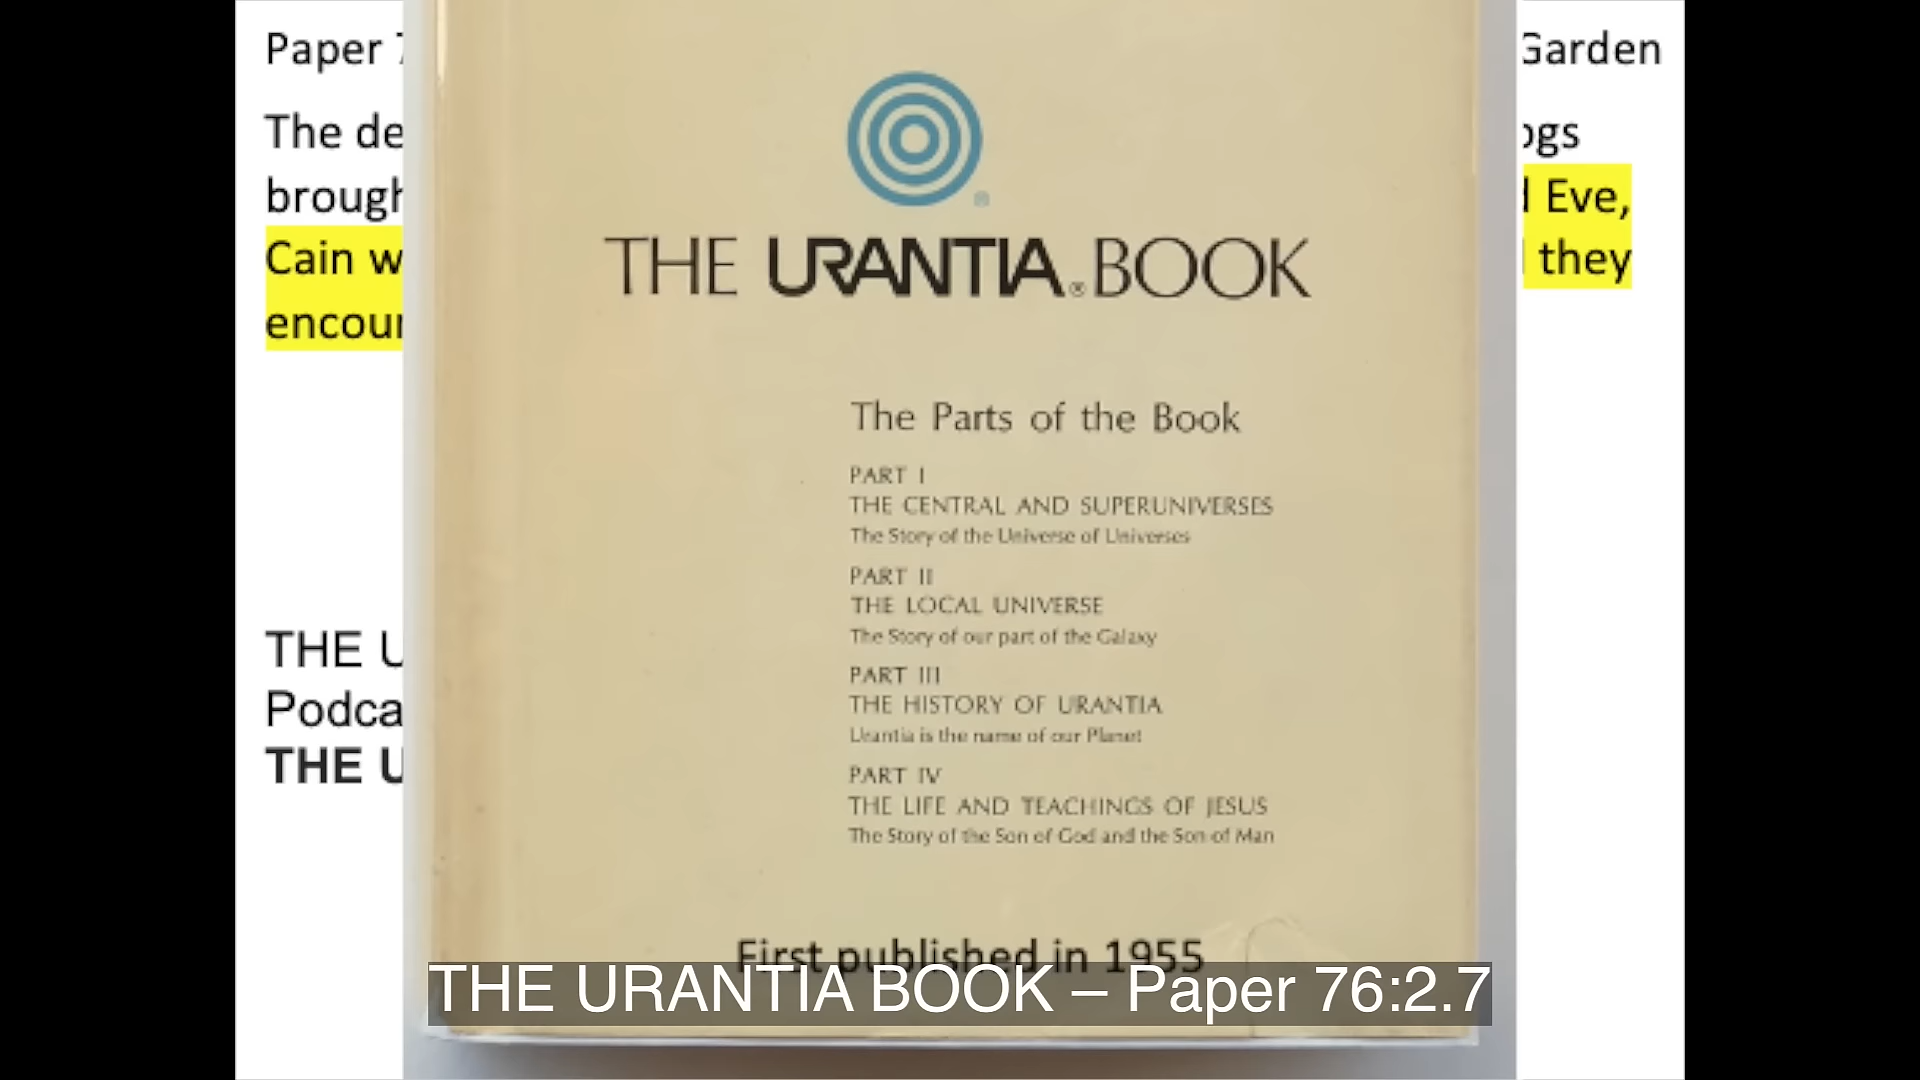 Paper 7
Garden
The de
ogs
brough
d Eve,
Cain w
they
encour
THE U
Podca
THE U
THE URANTIA® BOOK
The Parts of the Book
PART I
THE CENTRAL AND SUPERUNIVERSES
The Story of the Universe of Universes
PART II
THE LOCAL UNIVERSE
The Story of our part of the Galaxy
PART III
THE HISTORY OF URANTIA
Urantia is the name of our Planet
PART IV
THE LIFE AND TEACHINGS OF JESUS
The Story of the Son of God and the Son of Man
First published in 1955
THE URANTIA BOOK – Paper 76:2.7